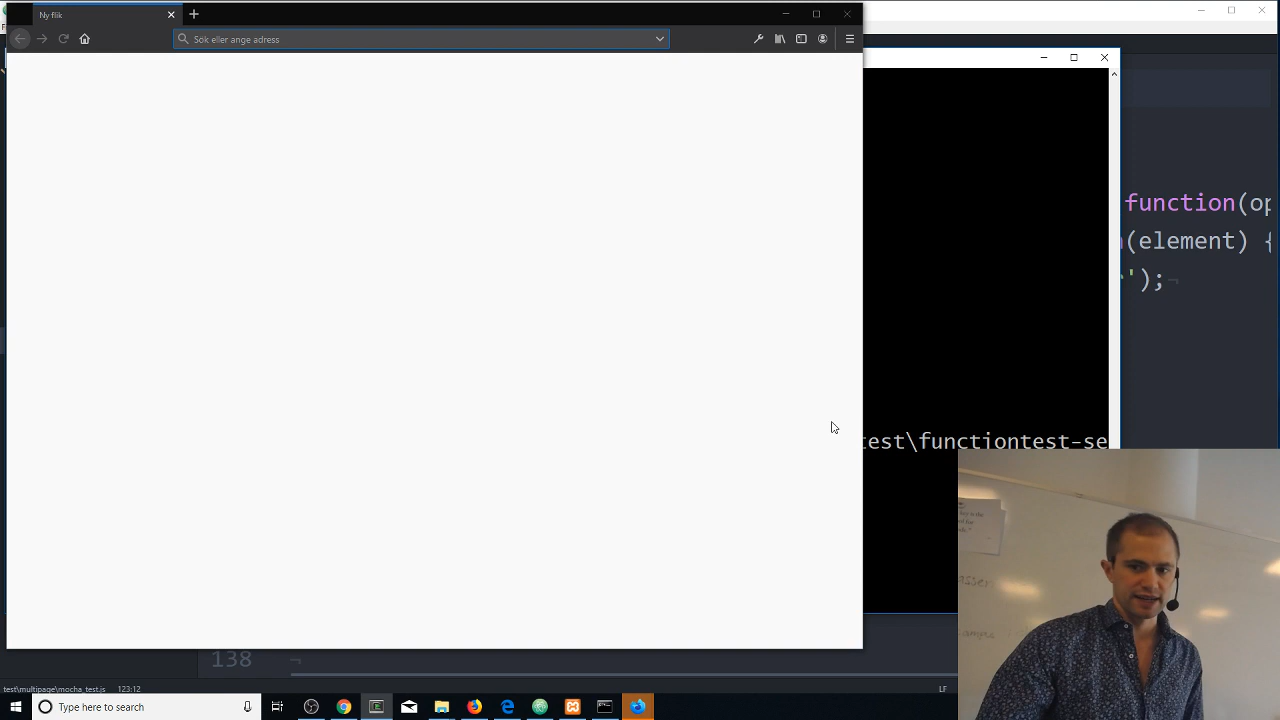 Ny flik
Sök eller ange adress
function(op
(element) {
');
test\functiontest-se
138
test\multipage\mocha_test.js 123:12
LF
Type here to search